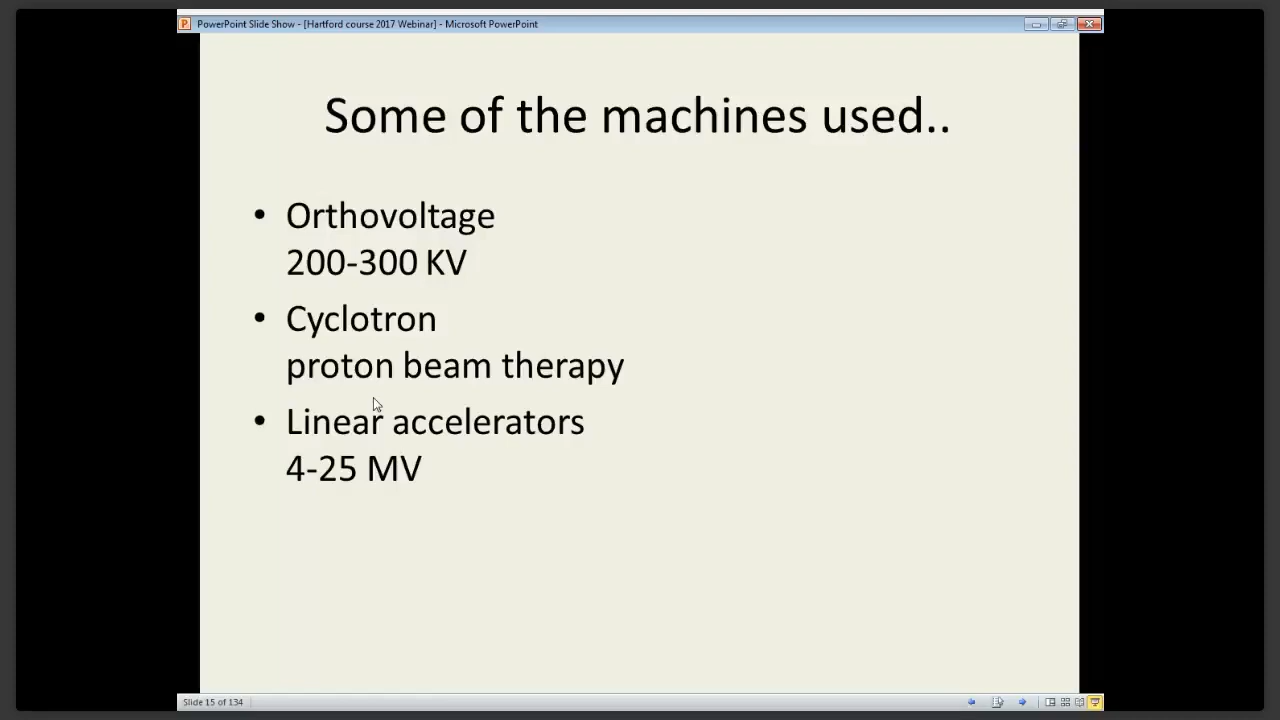 PowerPoint Slide Show - [Hartford course 2017 Webinar] - Microsoft PowerPoint
Some of the machines used..
• Orthovoltage
200-300 KV
• Cyclotron
proton beam therapy
• Linear accelerators
4-25 MV
Slide 15 of 134